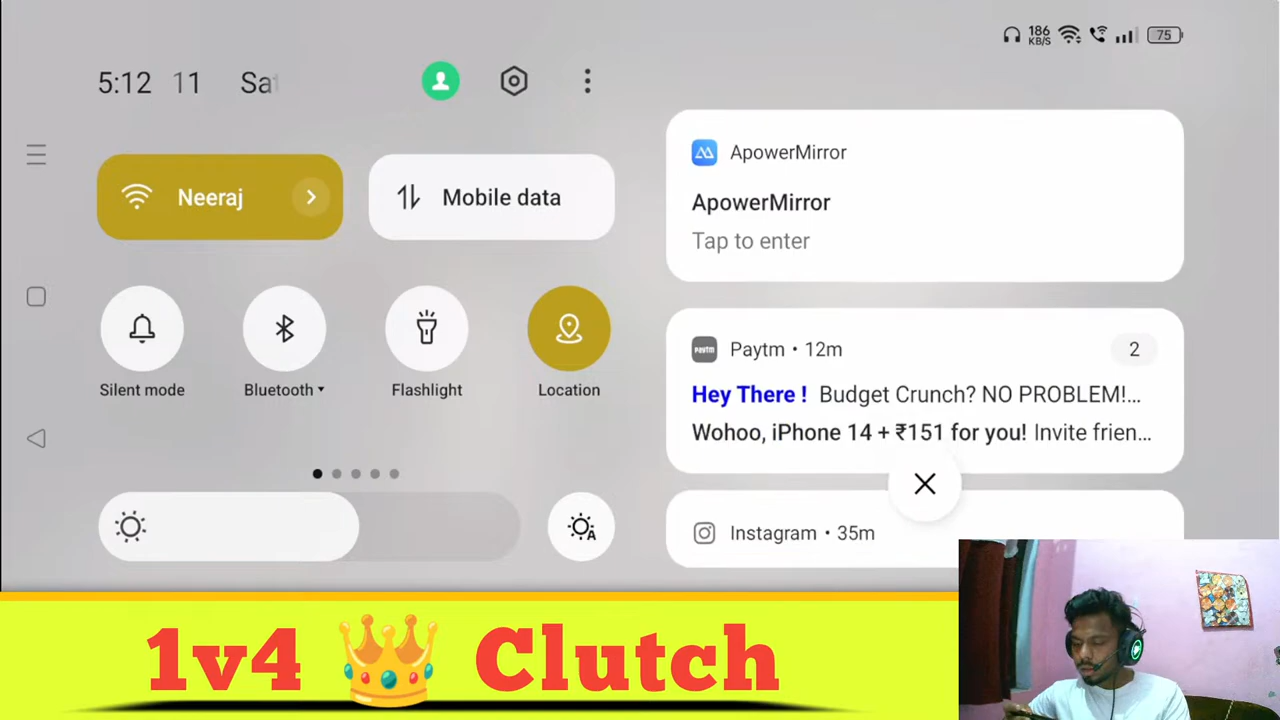 186
KB/S
75
5:12 11 Sat
Neeraj
Mobile data
Silent mode
Bluetooth
Flashlight
Location
A
ApowerMirror
ApowerMirror
Tap to enter
paytm
Paytm • 12m
2
Hey There ! Budget Crunch? NO PROBLEM!...
Wohoo, iPhone 14 + ₹151 for you! Invite frien...
Instagram • 35m
1v4 👑 Clutch